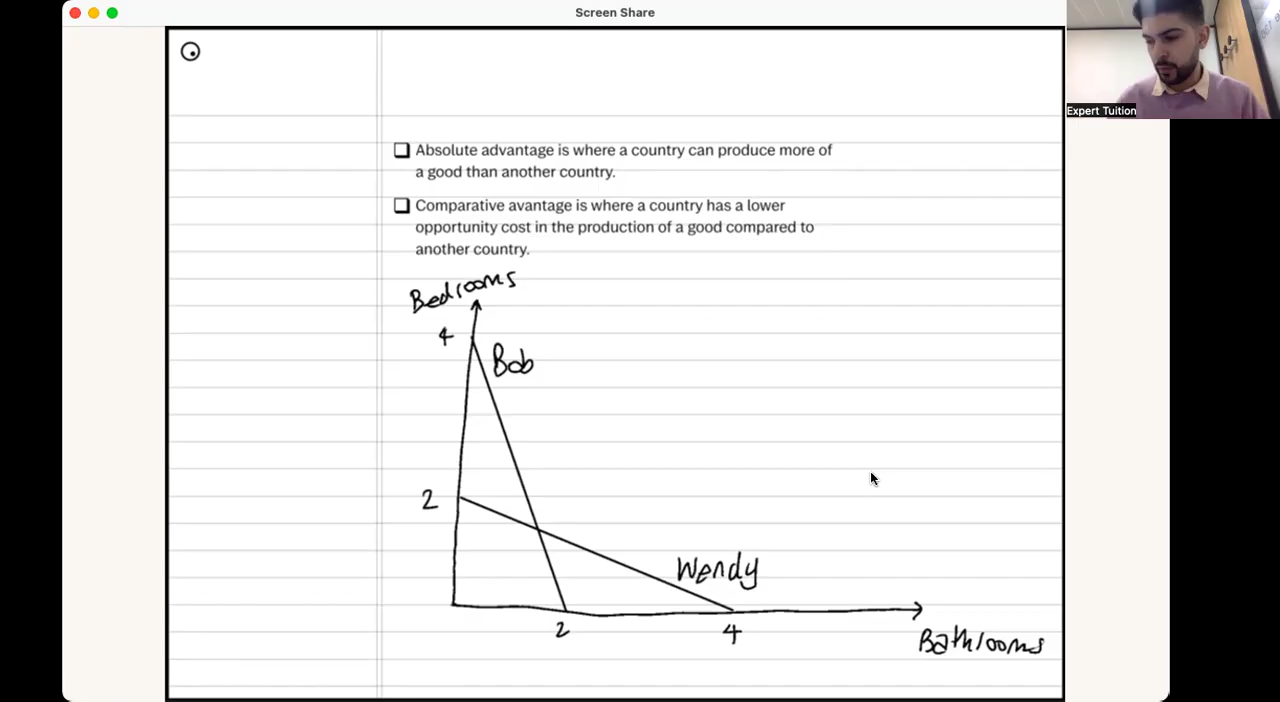 Screen Share
Expert Tuition
Absolute advantage is where a country can produce more of
a good than another country.
Comparative avantage is where a country has a lower
opportunity cost in the production of a good compared to
another country.
Bedrooms
4
Bob
2
Wendy
2
4
Bathrooms